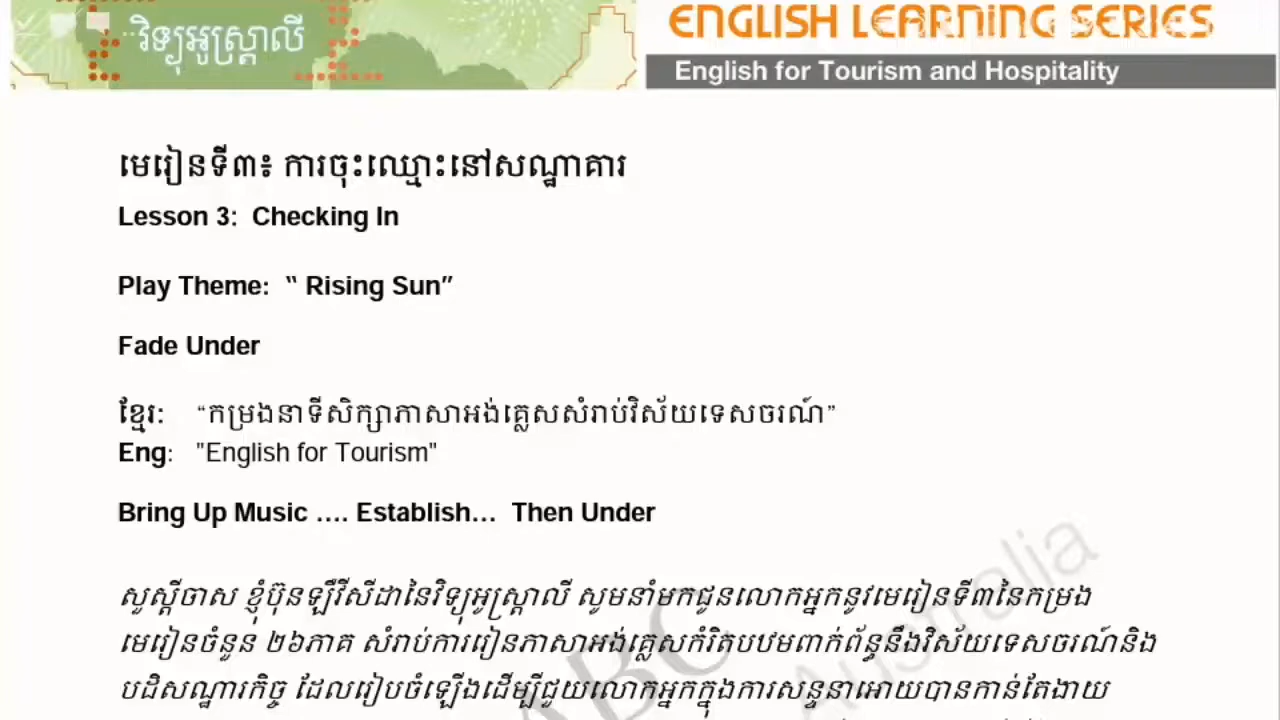 វិទ្យុអូស្ត្រាលី
ENGLISH LEARNING SERIES
English for Tourism and Hospitality
មេរៀនទី៣៖ ការចុះឈ្មោះនៅសណ្ឋាគារ
Lesson 3: Checking In
Play Theme: “ Rising Sun”
Fade Under
ខ្មែរ: “កម្រងនាទីសិក្សាភាសាអង់គ្លេសសំរាប់វិស័យទេសចរណ៍”
Eng: "English for Tourism"
Bring Up Music …. Establish… Then Under
សួស្តីចាស ខ្ញុំប៊ុនឡឺវីសីដានៃវិទ្យុអូស្ត្រាលី សូមនាំមកជូនលោកអ្នកនូវមេរៀនទី៣នៃកម្រង
មេរៀនចំនួន ២៦ភាគ សំរាប់ការរៀនភាសាអង់គ្លេសកំរិតបឋមពាក់ព័ន្ធនឹងវិស័យទេសចរណ៍និង
បដិសណ្ឋារកិច្ច ដែលរៀបចំឡើងដើម្បីជួយលោកអ្នកក្នុងការសន្ទនាអោយបានកាន់តែងាយ
ABC Australia